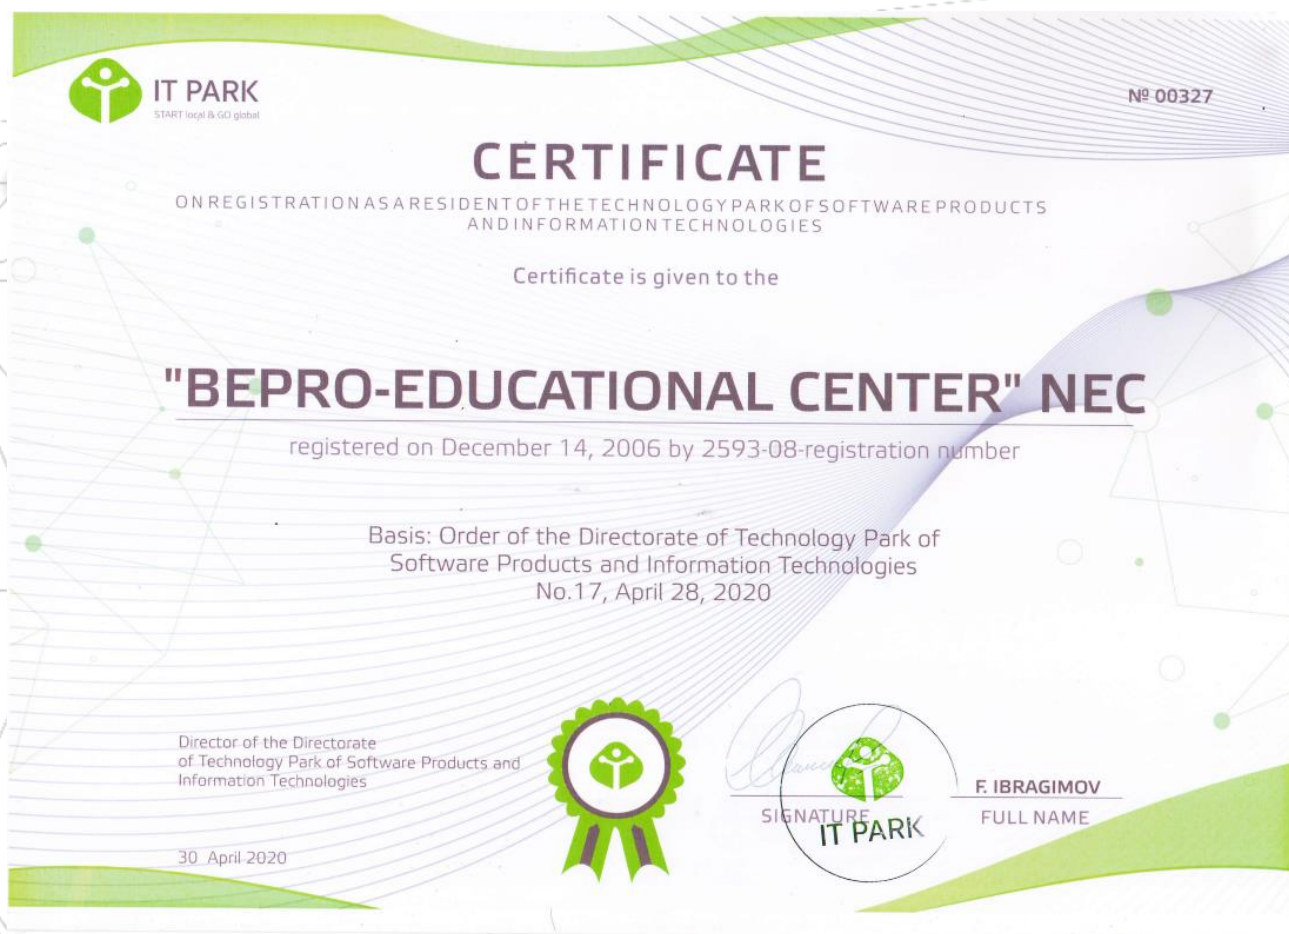 IT PARK
START local & GO global
№ 00327
CERTIFICATE
ON REGISTRATION AS A RESIDENT OF THE TECHNOLOGY PARK OF SOFTWARE PRODUCTS
AND INFORMATION TECHNOLOGIES
Certificate is given to the
"BEPRO-EDUCATIONAL CENTER" NEC
registered on December 14, 2006 by 2593-08-registration number
Basis: Order of the Directorate of Technology Park of
Software Products and Information Technologies
No.17, April 28, 2020
Director of the Directorate
of Technology Park of Software Products and
Information Technologies
30 April 2020
SIGNATURE
IT PARK
F. IBRAGIMOV
FULL NAME